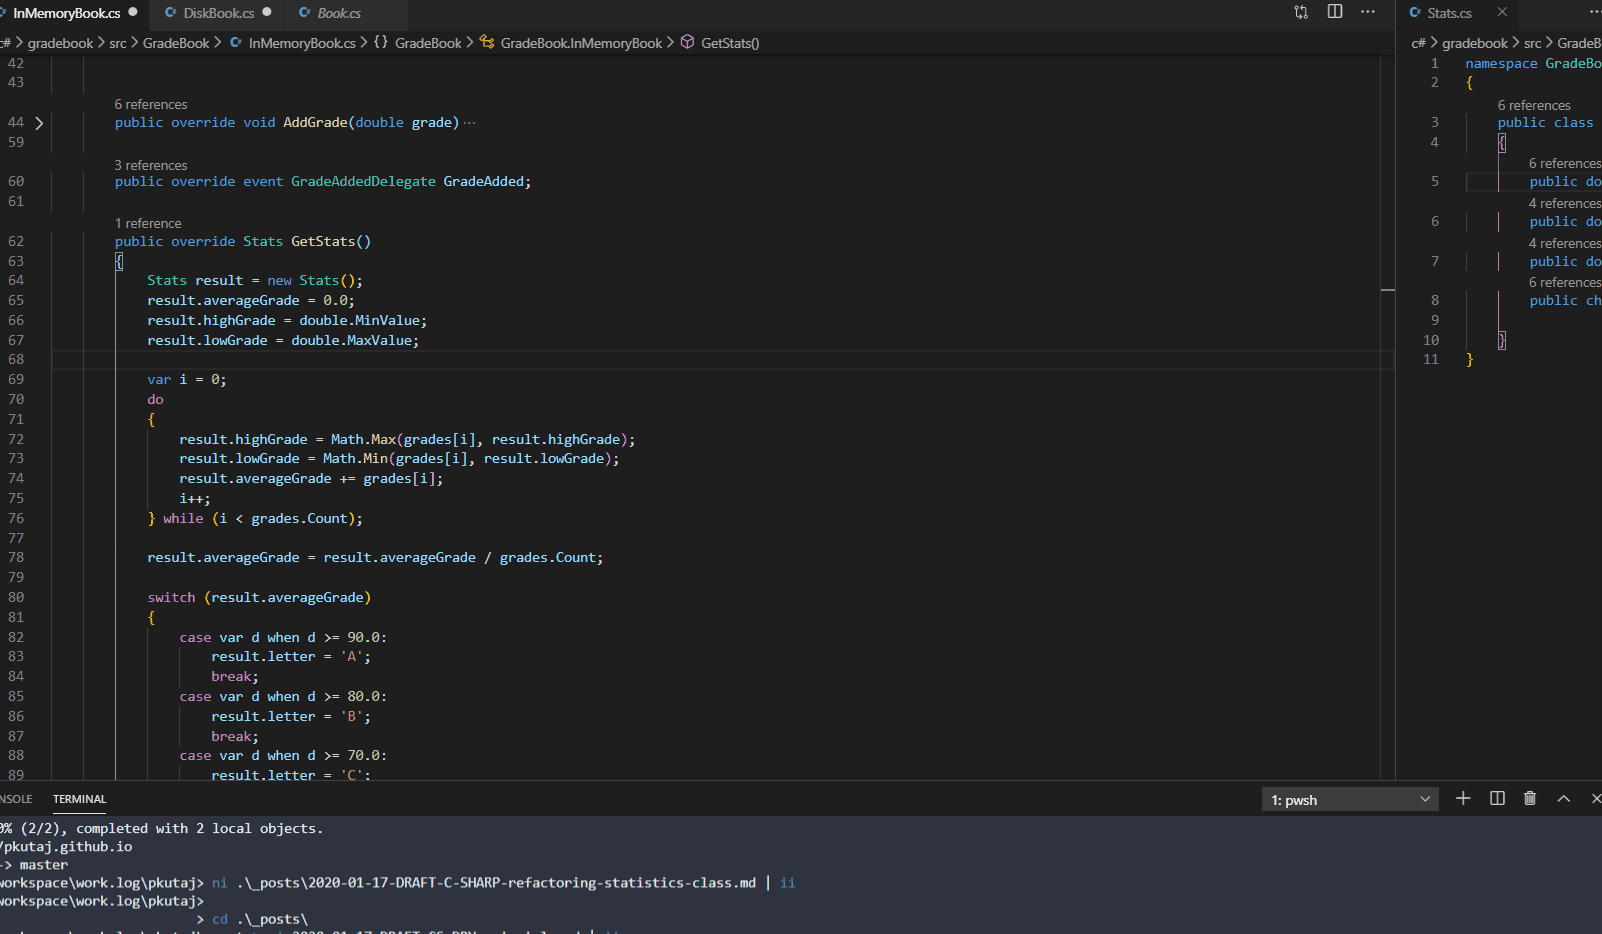 InMemoryBook.cs ● C# DiskBook.cs ● C# Book.cs
c# > gradebook > src > GradeBook > C# InMemoryBook.cs > {} GradeBook > GradeBook.InMemoryBook > GetStats()
42
43
6 references
44 > public override void AddGrade(double grade) ···
59
3 references
60 public override event GradeAddedDelegate GradeAdded;
61
1 reference
62 public override Stats GetStats()
63 {
64 Stats result = new Stats();
65 result.averageGrade = 0.0;
66 result.highGrade = double.MinValue;
67 result.lowGrade = double.MaxValue;
68
69 var i = 0;
70 do
71 {
72 result.highGrade = Math.Max(grades[i], result.highGrade);
73 result.lowGrade = Math.Min(grades[i], result.lowGrade);
74 result.averageGrade += grades[i];
75 i++;
76 } while (i < grades.Count);
77
78 result.averageGrade = result.averageGrade / grades.Count;
79
80 switch (result.averageGrade)
81 {
82 case var d when d >= 90.0:
83 result.letter = 'A';
84 break;
85 case var d when d >= 80.0:
86 result.letter = 'B';
87 break;
88 case var d when d >= 70.0:
89 result.letter = 'C';
C# Stats.cs
c# > gradebook > src > GradeB
1 namespace GradeBo
2 {
6 references
3 public class
4 {
6 references
5 public do
4 references
6 public do
4 references
7 public do
6 references
8 public ch
9
10 }
11 }
NSOLE TERMINAL 1: pwsh
0% (2/2), completed with 2 local objects.
/pkutaj.github.io
-> master
workspace\work.log\pkutaj> ni .\_posts\2020-01-17-DRAFT-C-SHARP-refactoring-statistics-class.md | ii
workspace\work.log\pkutaj>
> cd .\_posts\